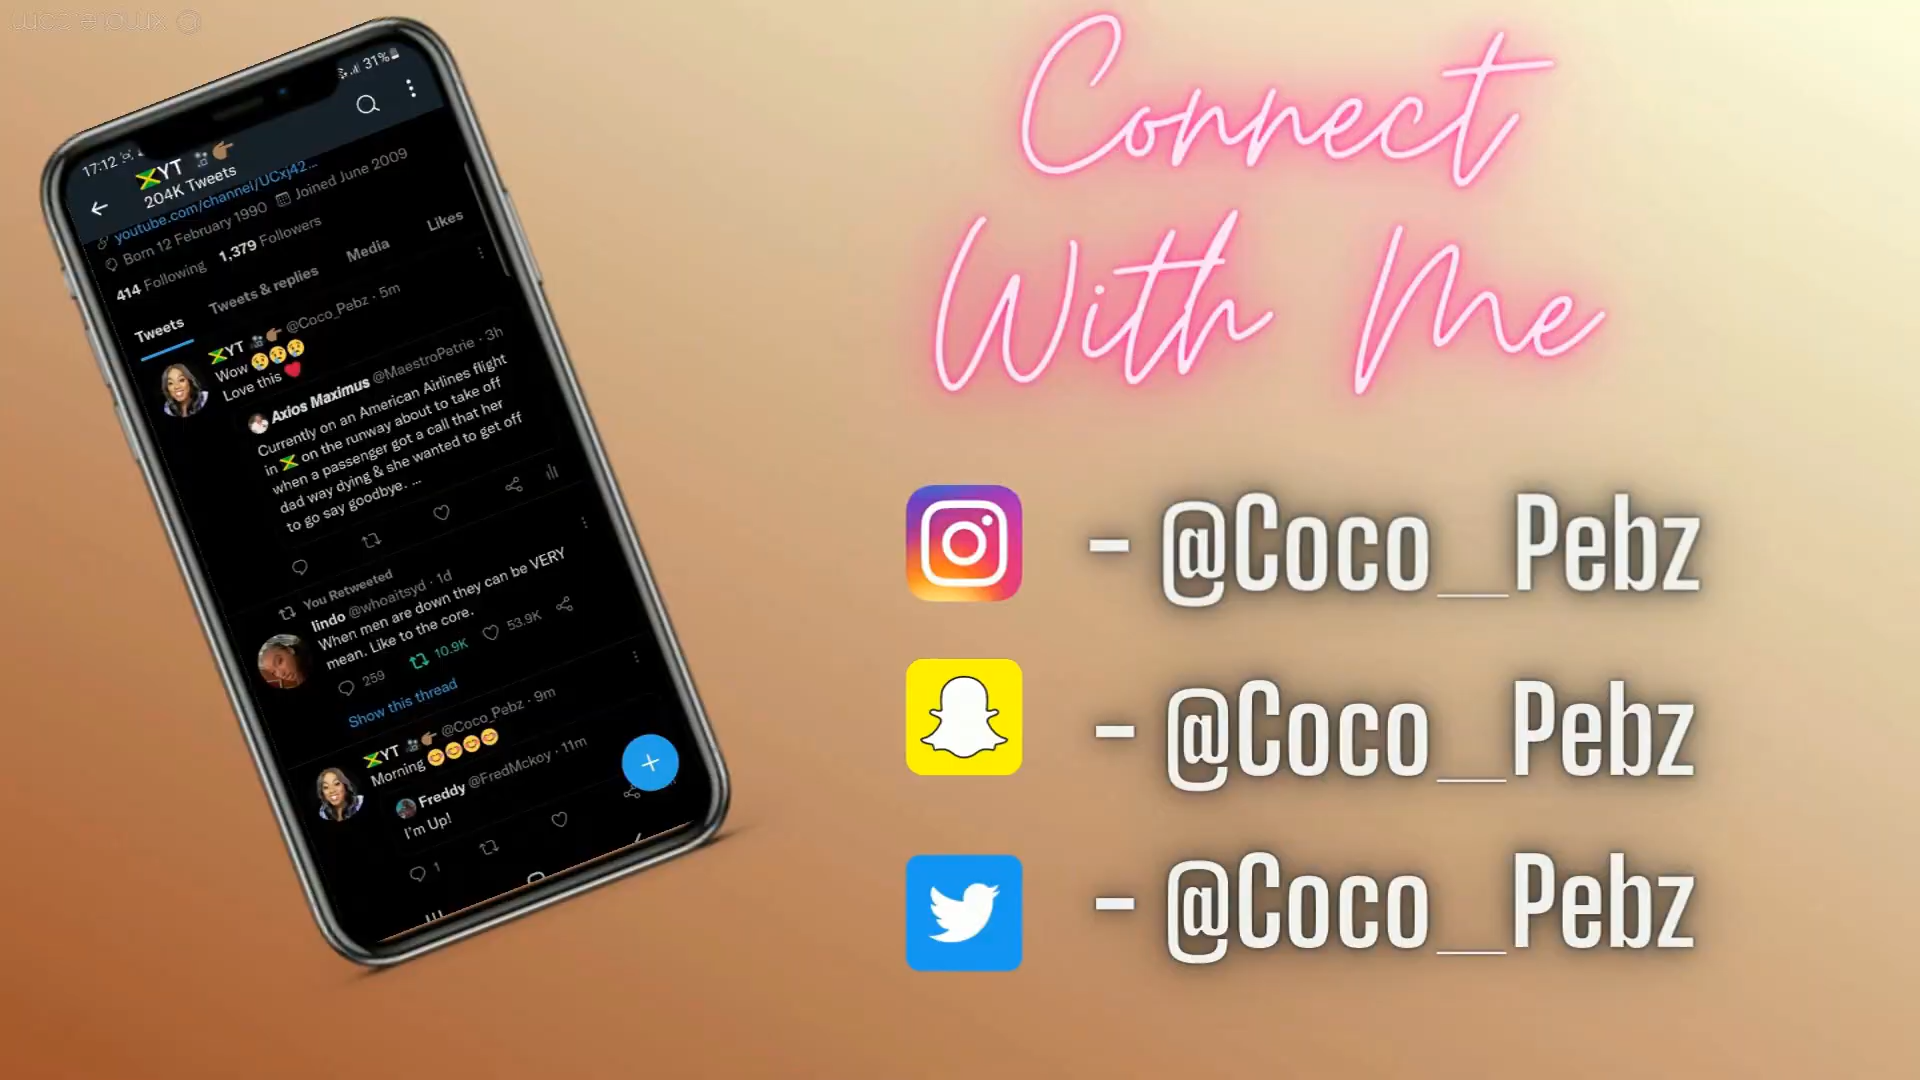 17:12
31%
YT
204K Tweets
youtube.com/channel/UCxj42...
Born 12 February 1990 Joined June 2009
414 Following 1,379 Followers
Tweets Tweets & replies Media Likes
YT @Coco_Pebz · 5m
Wow
Love this
Axios Maximus @MaestroPetrie · 3h
Currently on an American Airlines flight
in on the runway about to take off
when a passenger got a call that her
dad way dying & she wanted to get off
to go say goodbye. ...
You Retweeted
lindo @whoaitsyd · 1d
When men are down they can be VERY
mean. Like to the core.
259 10.9K 53.9K
Show this thread
YT @Coco_Pebz · 9m
Morning
Freddy @FredMckoy · 11m
I'm Up!
1
Connect
With Me
- @Coco_Pebz
- @Coco_Pebz
- @Coco_Pebz